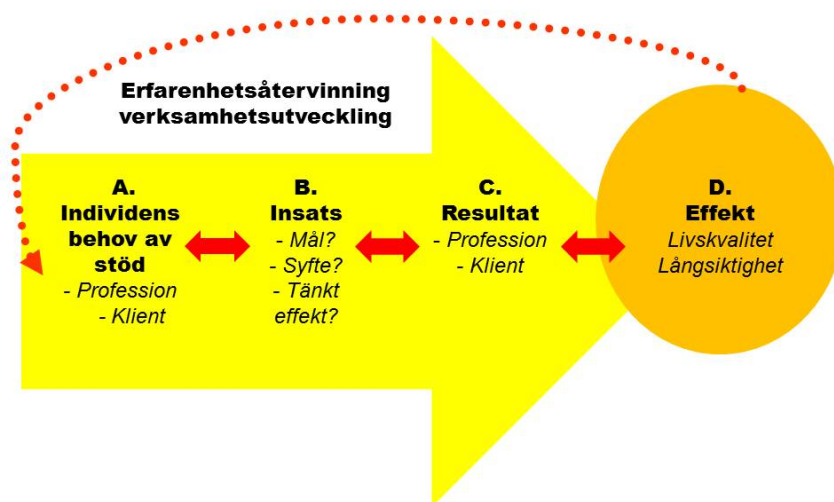 Erfarenhetsåtervinning
verksamhetsutveckling
A.
Individens
behov av
stöd
- Profession
- Klient
B.
Insats
- Mål?
- Syfte?
- Tänkt
effekt?
C.
Resultat
- Profession
- Klient
D.
Effekt
Livskvalitet
Långsiktighet